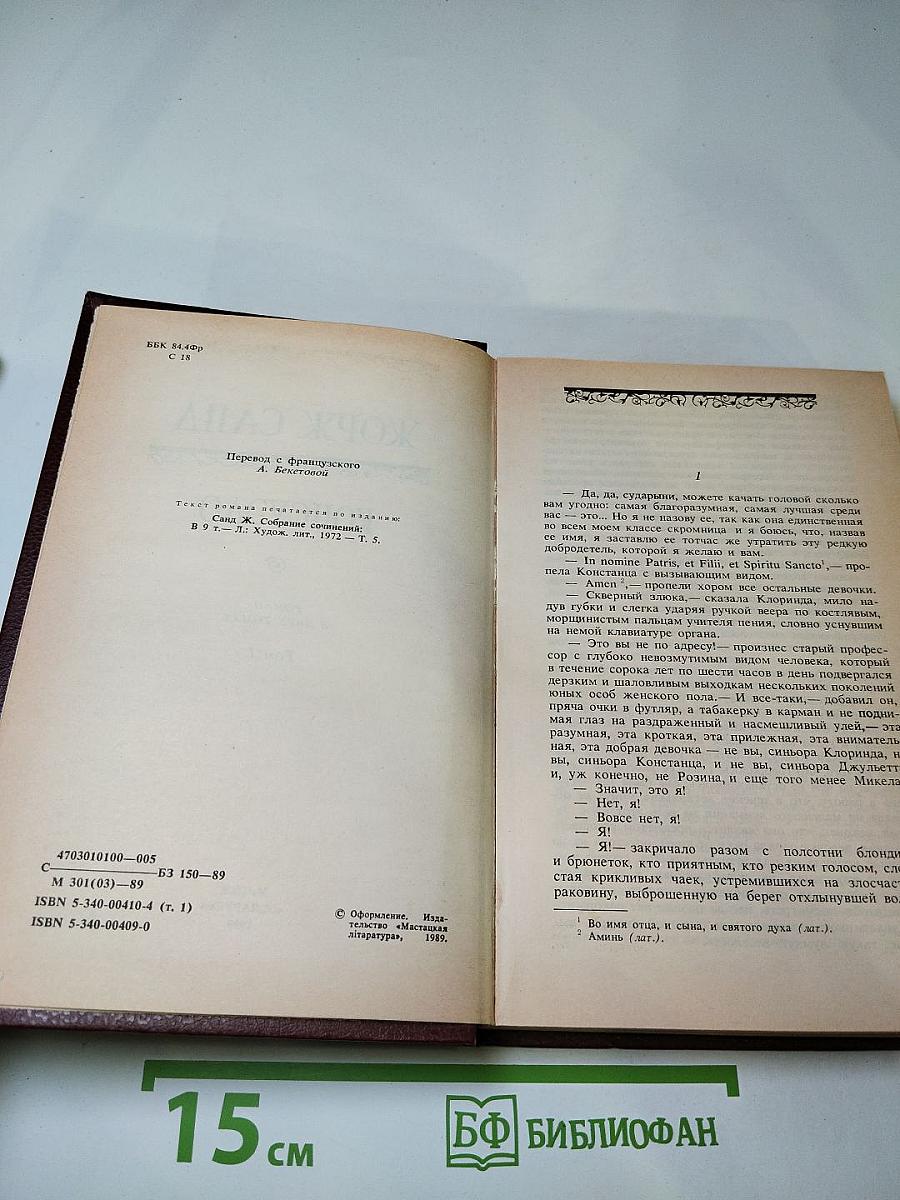 ББК 84.4Фр
С 18
Перевод с французского
А. Бекетовой
Текст романа печатается по изданию:
Санд Ж. Собрание сочинений:
В 9 т.— Л.: Худож. лит., 1972 — Т. 5.
4703010100—005
С БЗ 150—89
М 301(03)—89
ISBN 5-340-00410-4 (т. 1)
ISBN 5-340-00409-0
© Оформление. Изда-
тельство «Мастацкая
літаратура», 1989.
1
— Да, да, сударыни, можете качать головой сколько
вам угодно: самая благоразумная, самая лучшая среди
вас — это... Но я не назову ее, так как она единственная
во всем моем классе скромница и я боюсь, что, назвав
ее имя, я заставлю ее тотчас же утратить эту редкую
добродетель, которой я желаю и вам.
— In nomine Patris, et Filii, et Spiritu Sancto¹,— про-
пела Констанца с вызывающим видом.
— Amen ²,— пропели хором все остальные девочки.
— Скверный злюка,— сказала Клоринда, мило на-
дув губки и слегка ударяя ручкой веера по костлявым,
морщинистым пальцам учителя пения, словно уснувшим
на немой клавиатуре органа.
— Это вы не по адресу!— произнес старый профес-
сор с глубоко невозмутимым видом человека, который
в течение сорока лет по шести часов в день подвергался
дерзким и шаловливым выходкам нескольких поколений
юных особ женского пола.— И все-таки,— добавил он,
пряча очки в футляр, а табакерку в карман и не подни-
мая глаз на раздраженный и насмешливый улей,— эта
разумная, эта кроткая, эта прилежная, эта вниматель-
ная, эта добрая девочка — не вы, синьора Клоринда, н
вы, синьора Констанца, и не вы, синьора Джульетт
и, уж конечно, не Розина, и еще того менее Микела
— Значит, это я!
— Нет, я!
— Вовсе нет, я!
— Я!
— Я!— закричало разом с полсотни блонди
и брюнеток, кто приятным, кто резким голосом, сло
стая крикливых чаек, устремившихся на злосчаст
раковину, выброшенную на берег отхлынувшей вол
¹ Во имя отца, и сына, и святого духа (лат.).
² Аминь (лат.).
15 см
БФ БИБЛИОФАН